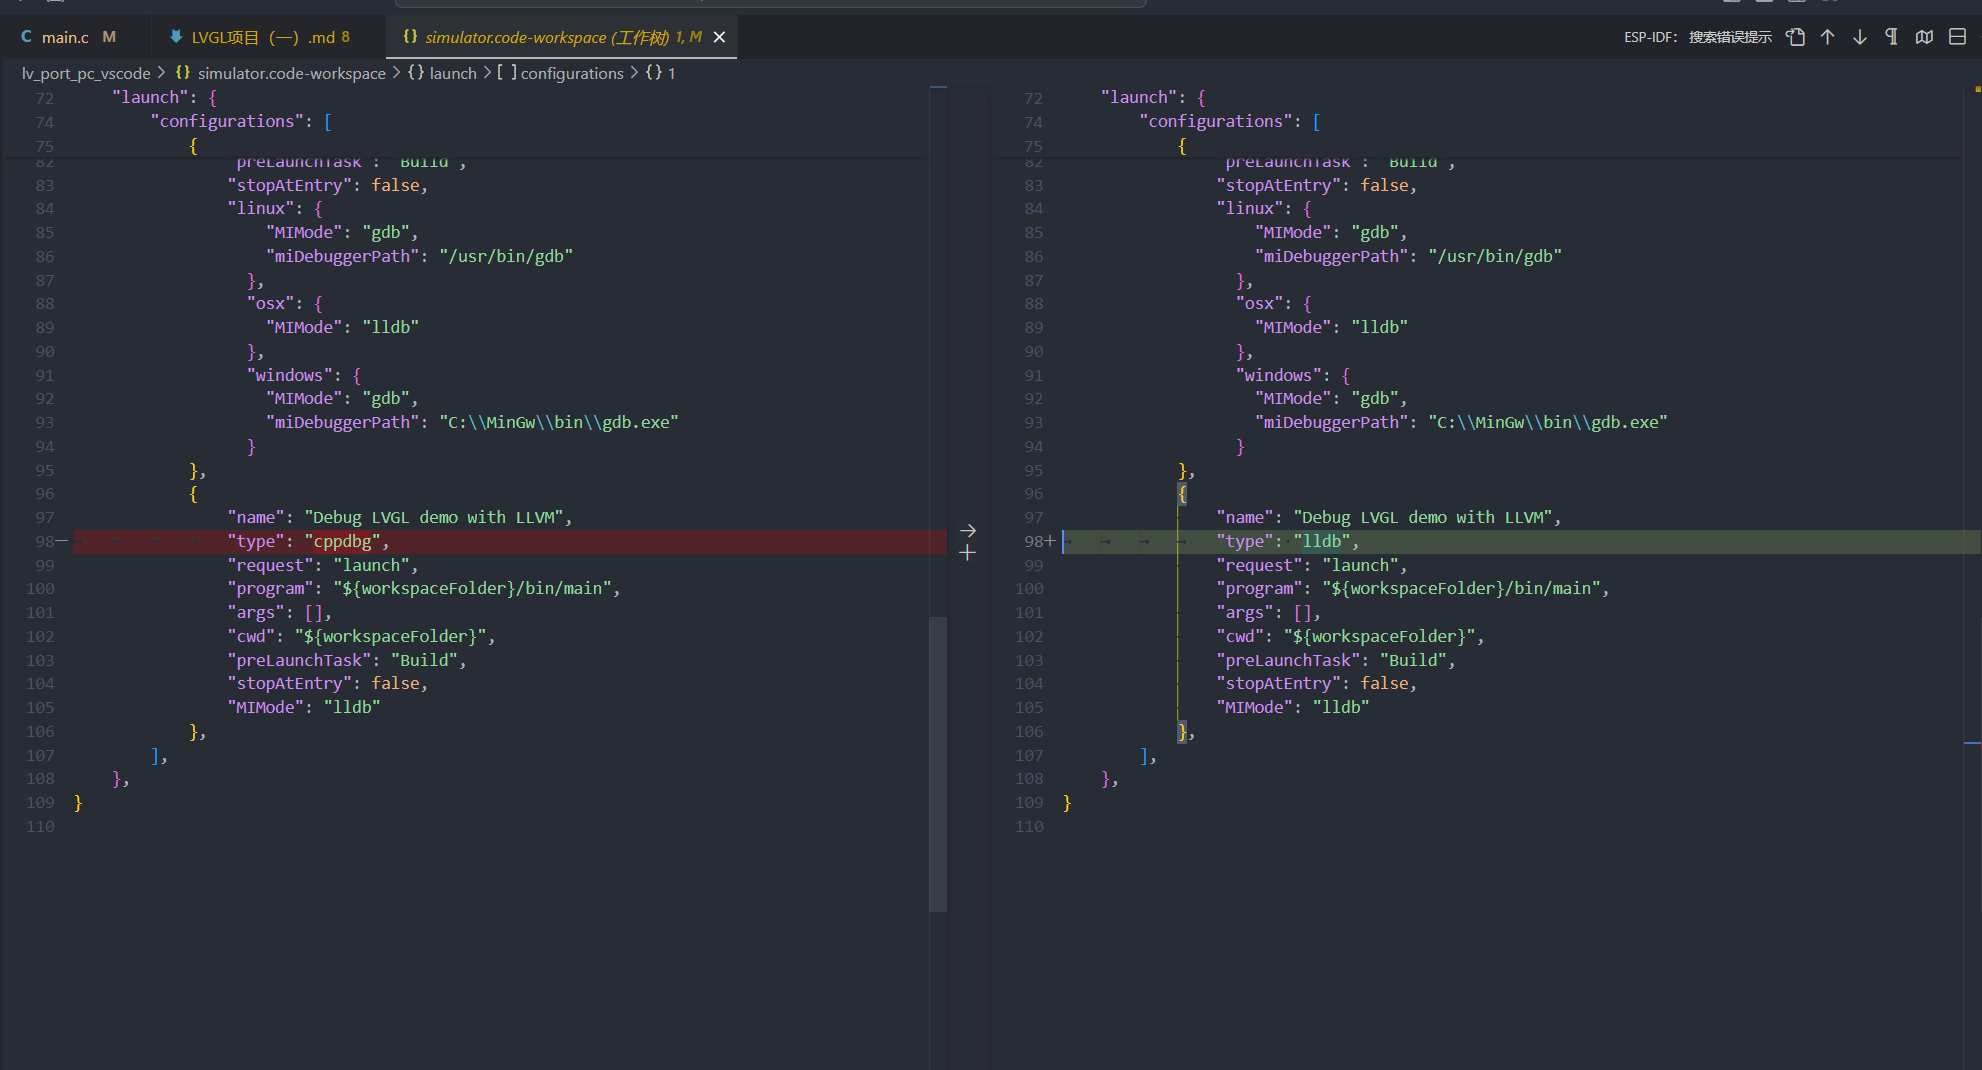 C main.c M LVGL项目（一）.md 8 {} simulator.code-workspace (工作树) 1, M ESP-IDF: 搜索错误提示
lv_port_pc_vscode > {} simulator.code-workspace > {} launch > [ ] configurations > {} 1
72 "launch": {
74 "configurations": [
75 {
82 "preLaunchTask": "Build",
83 "stopAtEntry": false,
84 "linux": {
85 "MIMode": "gdb",
86 "miDebuggerPath": "/usr/bin/gdb"
87 },
88 "osx": {
89 "MIMode": "lldb"
90 },
91 "windows": {
92 "MIMode": "gdb",
93 "miDebuggerPath": "C:\\MinGw\\bin\\gdb.exe"
94 }
95 },
96 {
97 "name": "Debug LVGL demo with LLVM",
98— "type": "cppdbg",
99 "request": "launch",
100 "program": "${workspaceFolder}/bin/main",
101 "args": [],
102 "cwd": "${workspaceFolder}",
103 "preLaunchTask": "Build",
104 "stopAtEntry": false,
105 "MIMode": "lldb"
106 },
107 ],
108 },
109 }
110
72 "launch": {
74 "configurations": [
75 {
82 "preLaunchTask": "Build",
83 "stopAtEntry": false,
84 "linux": {
85 "MIMode": "gdb",
86 "miDebuggerPath": "/usr/bin/gdb"
87 },
88 "osx": {
89 "MIMode": "lldb"
90 },
91 "windows": {
92 "MIMode": "gdb",
93 "miDebuggerPath": "C:\\MinGw\\bin\\gdb.exe"
94 }
95 },
96 {
97 "name": "Debug LVGL demo with LLVM",
98+ "type": "lldb",
99 "request": "launch",
100 "program": "${workspaceFolder}/bin/main",
101 "args": [],
102 "cwd": "${workspaceFolder}",
103 "preLaunchTask": "Build",
104 "stopAtEntry": false,
105 "MIMode": "lldb"
106 },
107 ],
108 },
109 }
110